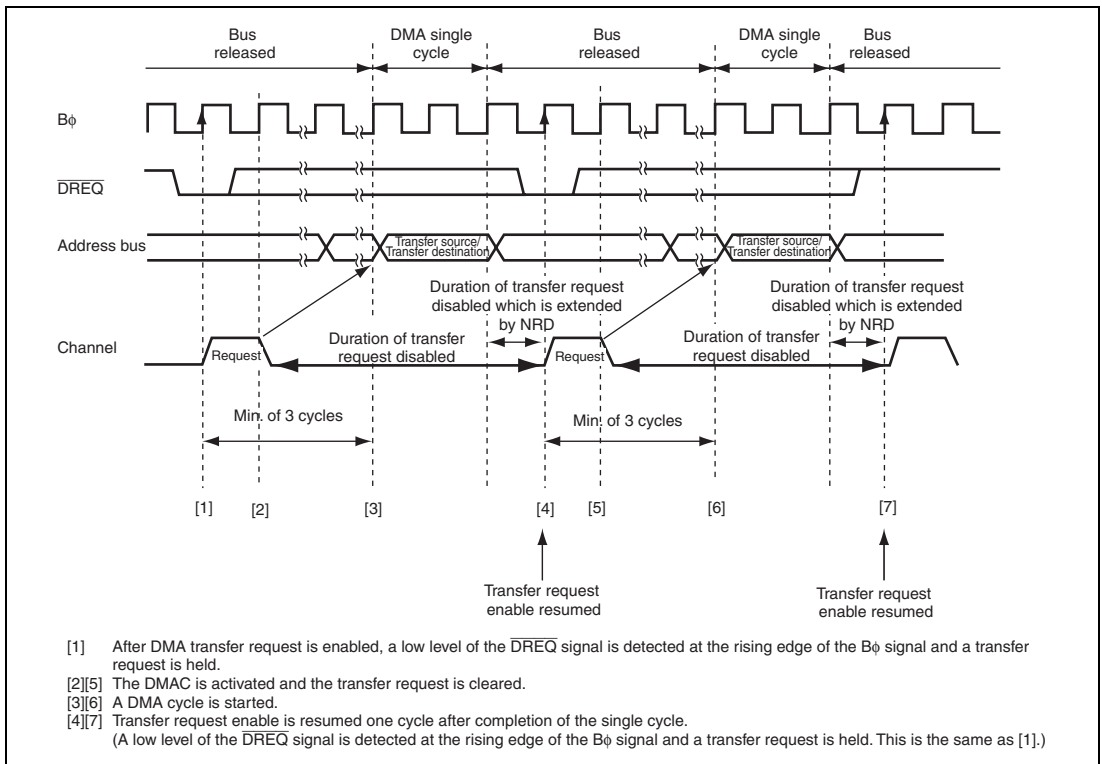 Bus released
DMA single cycle
Bus released
DMA single cycle
Bus released
Bφ
DREQ
Address bus
Transfer source/
Transfer destination
Transfer source/
Transfer destination
Duration of transfer request
disabled which is extended
by NRD
Duration of transfer request
disabled which is extended
by NRD
Channel
Request
Duration of transfer
request disabled
Request
Duration of transfer
request disabled
Min. of 3 cycles
Min. of 3 cycles
[1] [2] [3] [4] [5] [6] [7]
Transfer request
enable resumed
Transfer request
enable resumed
[1] After DMA transfer request is enabled, a low level of the DREQ signal is detected at the rising edge of the Bφ signal and a transfer
request is held.
[2][5] The DMAC is activated and the transfer request is cleared.
[3][6] A DMA cycle is started.
[4][7] Transfer request enable is resumed one cycle after completion of the single cycle.
(A low level of the DREQ signal is detected at the rising edge of the Bφ signal and a transfer request is held. This is the same as [1].)